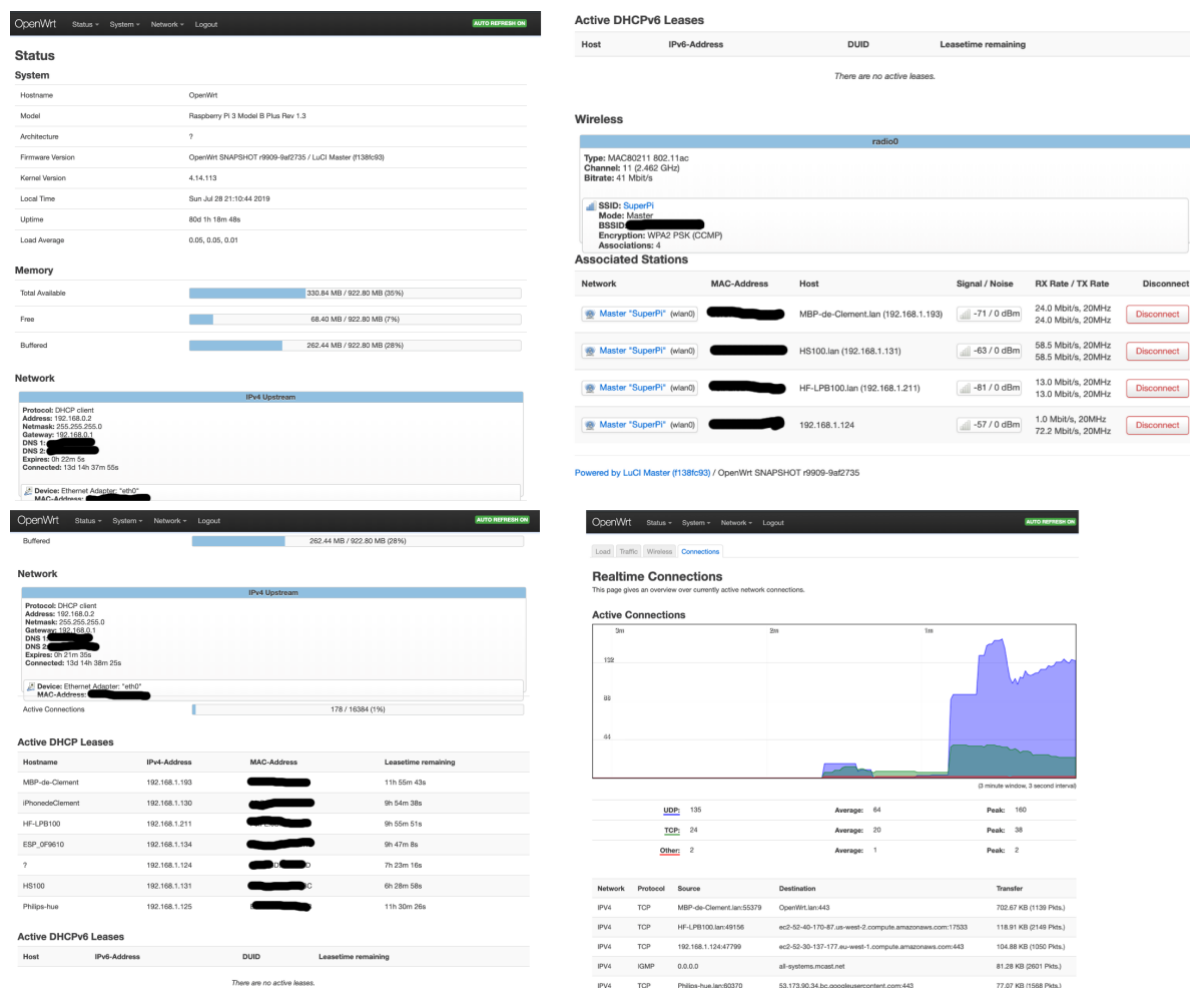 OpenWrt Status System Network Logout AUTO REFRESH ON
Status
System
Hostname OpenWrt
Model Raspberry Pi 3 Model B Plus Rev 1.3
Architecture ?
Firmware Version OpenWrt SNAPSHOT r9909-9af2735 / LuCI Master (f138fc93)
Kernel Version 4.14.113
Local Time Sun Jul 28 21:10:44 2019
Uptime 80d 1h 18m 48s
Load Average 0.05, 0.05, 0.01
Memory
Total Available 330.84 MB / 922.80 MB (35%)
Free 68.40 MB / 922.80 MB (7%)
Buffered 262.44 MB / 922.80 MB (28%)
Network
IPv4 Upstream
Protocol: DHCP client
Address: 192.168.0.2
Netmask: 255.255.255.0
Gateway: 192.168.0.1
DNS 1:
DNS 2:
Expires: 0h 22m 5s
Connected: 13d 14h 37m 55s
Device: Ethernet Adapter: "eth0"
MAC-Address:
Active DHCPv6 Leases
Host IPv6-Address DUID Leasetime remaining
There are no active leases.
Wireless
radio0
Type: MAC80211 802.11ac
Channel: 11 (2.462 GHz)
Bitrate: 41 Mbit/s
SSID: SuperPi
Mode: Master
BSSID:
Encryption: WPA2 PSK (CCMP)
Associations: 4
Associated Stations
Network MAC-Address Host Signal / Noise RX Rate / TX Rate Disconnect
Master "SuperPi" (wlan0) MBP-de-Clement.lan (192.168.1.193) -71 / 0 dBm 24.0 Mbit/s, 20MHz Disconnect
24.0 Mbit/s, 20MHz
Master "SuperPi" (wlan0) HS100.lan (192.168.1.131) -63 / 0 dBm 58.5 Mbit/s, 20MHz Disconnect
58.5 Mbit/s, 20MHz
Master "SuperPi" (wlan0) HF-LPB100.lan (192.168.1.211) -81 / 0 dBm 13.0 Mbit/s, 20MHz Disconnect
13.0 Mbit/s, 20MHz
Master "SuperPi" (wlan0) 192.168.1.124 -57 / 0 dBm 1.0 Mbit/s, 20MHz Disconnect
72.2 Mbit/s, 20MHz
Powered by LuCI Master (f138fc93) / OpenWrt SNAPSHOT r9909-9af2735
OpenWrt Status System Network Logout AUTO REFRESH ON
Buffered 262.44 MB / 922.80 MB (28%)
Network
IPv4 Upstream
Protocol: DHCP client
Address: 192.168.0.2
Netmask: 255.255.255.0
Gateway: 192.168.0.1
DNS 1:
DNS 2:
Expires: 0h 21m 35s
Connected: 13d 14h 38m 25s
Device: Ethernet Adapter: "eth0"
MAC-Address:
Active Connections 178 / 16384 (1%)
Active DHCP Leases
Hostname IPv4-Address MAC-Address Leasetime remaining
MBP-de-Clement 192.168.1.193 11h 55m 43s
iPhonedeClement 192.168.1.130 9h 54m 38s
HF-LPB100 192.168.1.211 9h 55m 51s
ESP_0F9610 192.168.1.134 9h 47m 8s
? 192.168.1.124 7h 23m 16s
HS100 192.168.1.131 6h 28m 58s
Philips-hue 192.168.1.125 11h 30m 26s
Active DHCPv6 Leases
Host IPv6-Address DUID Leasetime remaining
There are no active leases.
OpenWrt Status System Network Logout AUTO REFRESH ON
Load Traffic Wireless Connections
Realtime Connections
This page gives an overview over currently active network connections.
Active Connections
3m 2m 1m
132
88
44
(3 minute window, 3 second interval)
UDP: 135 Average: 64 Peak: 160
TCP: 24 Average: 20 Peak: 38
Other: 2 Average: 1 Peak: 2
Network Protocol Source Destination Transfer
IPV4 TCP MBP-de-Clement.lan:55379 OpenWrt.lan:443 702.67 KB (1139 Pkts.)
IPV4 TCP HF-LPB100.lan:49156 ec2-52-40-170-87.us-west-2.compute.amazonaws.com:17533 118.91 KB (2149 Pkts.)
IPV4 TCP 192.168.1.124:47799 ec2-52-30-137-177.eu-west-1.compute.amazonaws.com:443 104.88 KB (1050 Pkts.)
IPV4 IGMP 0.0.0.0 all-systems.mcast.net 81.28 KB (2601 Pkts.)
IPV4 TCP Philips-hue.lan:60370 53.173.90.34.bc.googleusercontent.com:443 77.07 KB (1568 Pkts.)